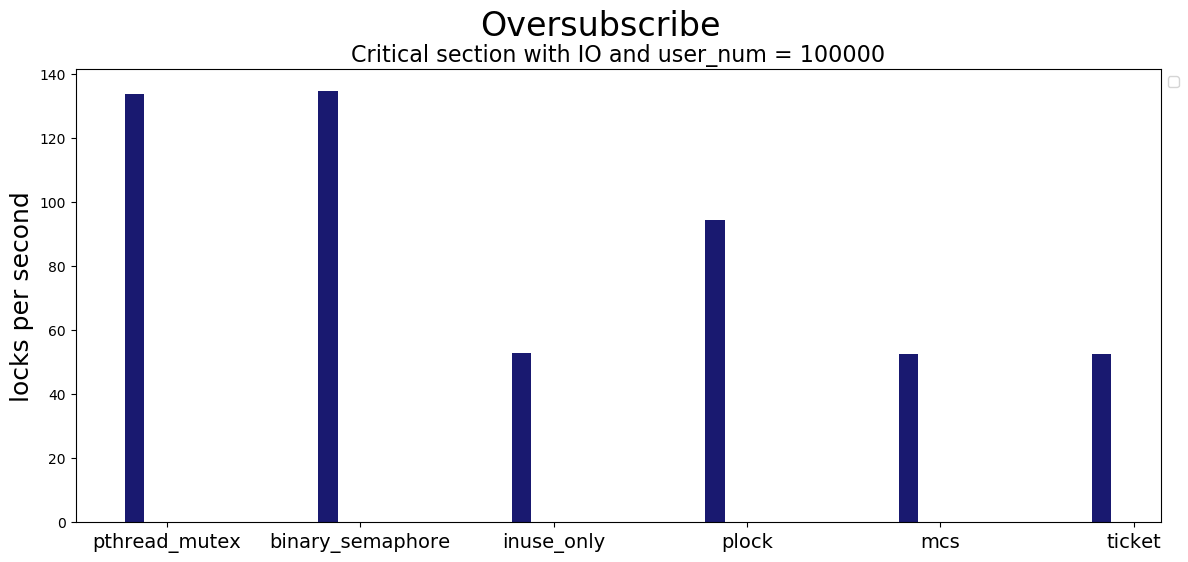 Oversubscribe
Critical section with IO and user_num = 100000
locks per second
140
120
100
80
60
40
20
0
pthread_mutex binary_semaphore inuse_only plock mcs ticket